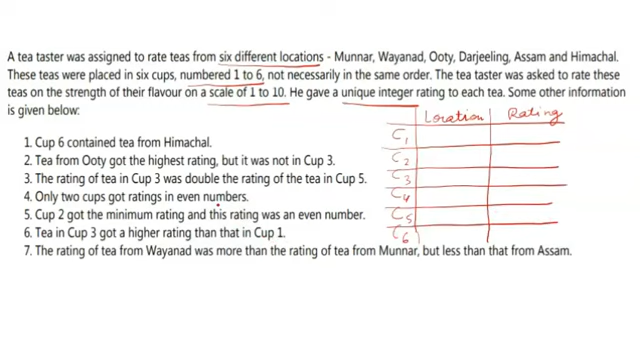 A tea taster was assigned to rate teas from six different locations - Munnar, Wayanad, Ooty, Darjeeling, Assam and Himachal.
These teas were placed in six cups, numbered 1 to 6, not necessarily in the same order. The tea taster was asked to rate these
teas on the strength of their flavour on a scale of 1 to 10. He gave a unique integer rating to each tea. Some other information
is given below:
Location Rating
1. Cup 6 contained tea from Himachal.
2. Tea from Ooty got the highest rating, but it was not in Cup 3.
3. The rating of tea in Cup 3 was double the rating of the tea in Cup 5.
4. Only two cups got ratings in even numbers.
5. Cup 2 got the minimum rating and this rating was an even number.
6. Tea in Cup 3 got a higher rating than that in Cup 1.
7. The rating of tea from Wayanad was more than the rating of tea from Munnar, but less than that from Assam.
C1
C2
C3
C4
C5
C6